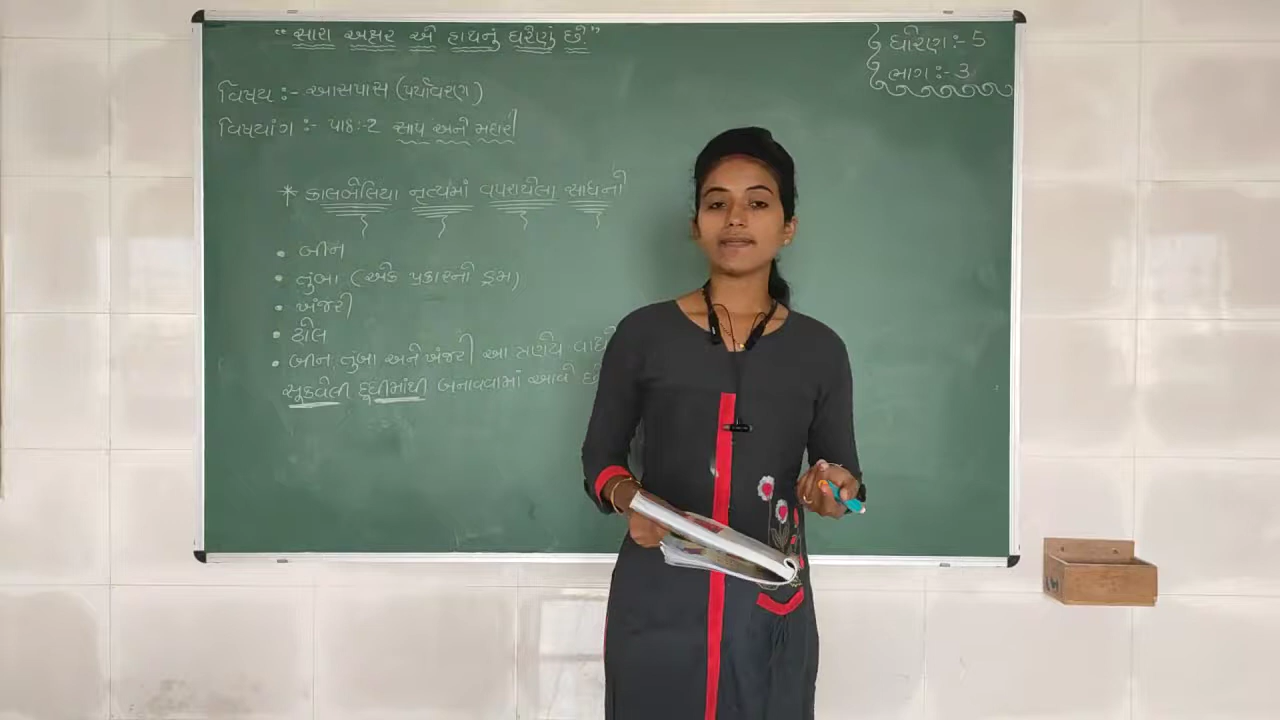 "સારા અક્ષર એ હાથનું ઘરેણું છે"
ધોરણ:- 5
ભાગ:- 3
વિષય :- આસપાસ (પર્યાવરણ)
વિષયાંગ :- પાઠ:-2 સાપ અને મદારી
* કાલબેલિયા નૃત્યમાં વપરાયેલા સાધનો
• બીન
• તુંબા (એક પ્રકારનો ડ્રમ)
• ખંજરી
• ઢોલ
• બીન, તુંબા અને ખંજરી આ ત્રણેય
સૂકવેલી દૂધીમાંથી બનાવવામાં આવે છે